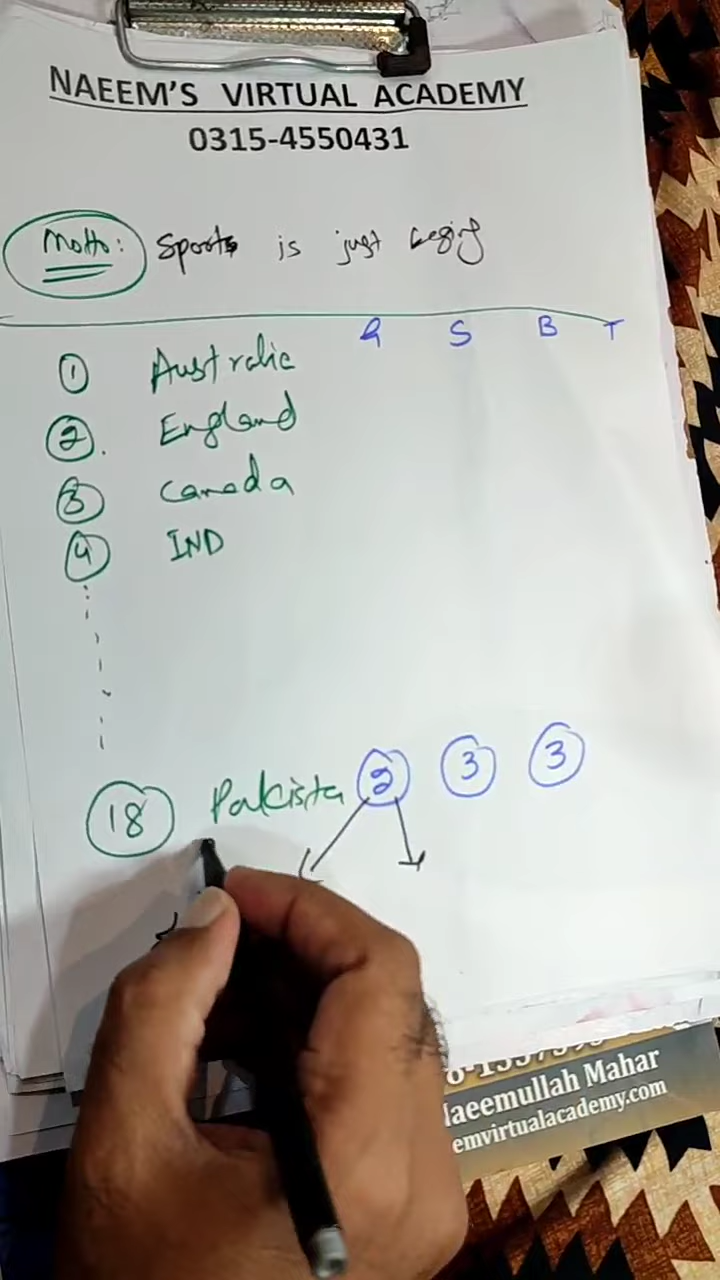 NAEEM'S VIRTUAL ACADEMY
0315-4550431
Motto: Sports is just
G S B T
1 Australia
2. England
3 Canada
4 IND
18 Pakista 2 3 3
Naeemullah Mahar
emvirtualacademy.com